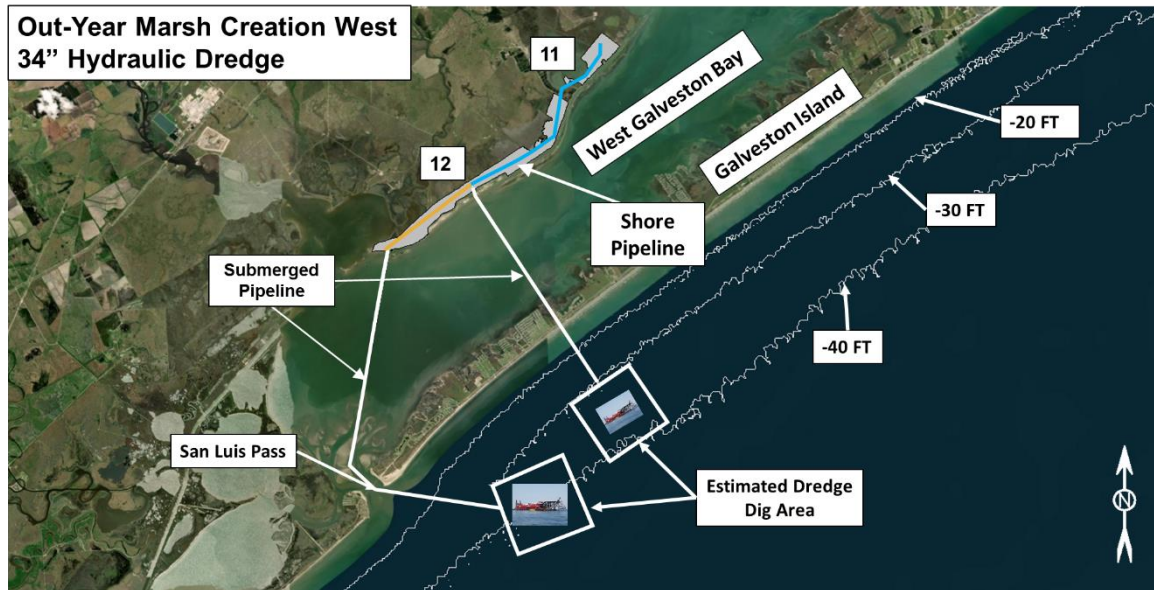 Out-Year Marsh Creation West
34” Hydraulic Dredge
11
12
West Galveston Bay
Galveston Island
-20 FT
-30 FT
-40 FT
Shore
Pipeline
Submerged
Pipeline
San Luis Pass
Estimated Dredge
Dig Area
N